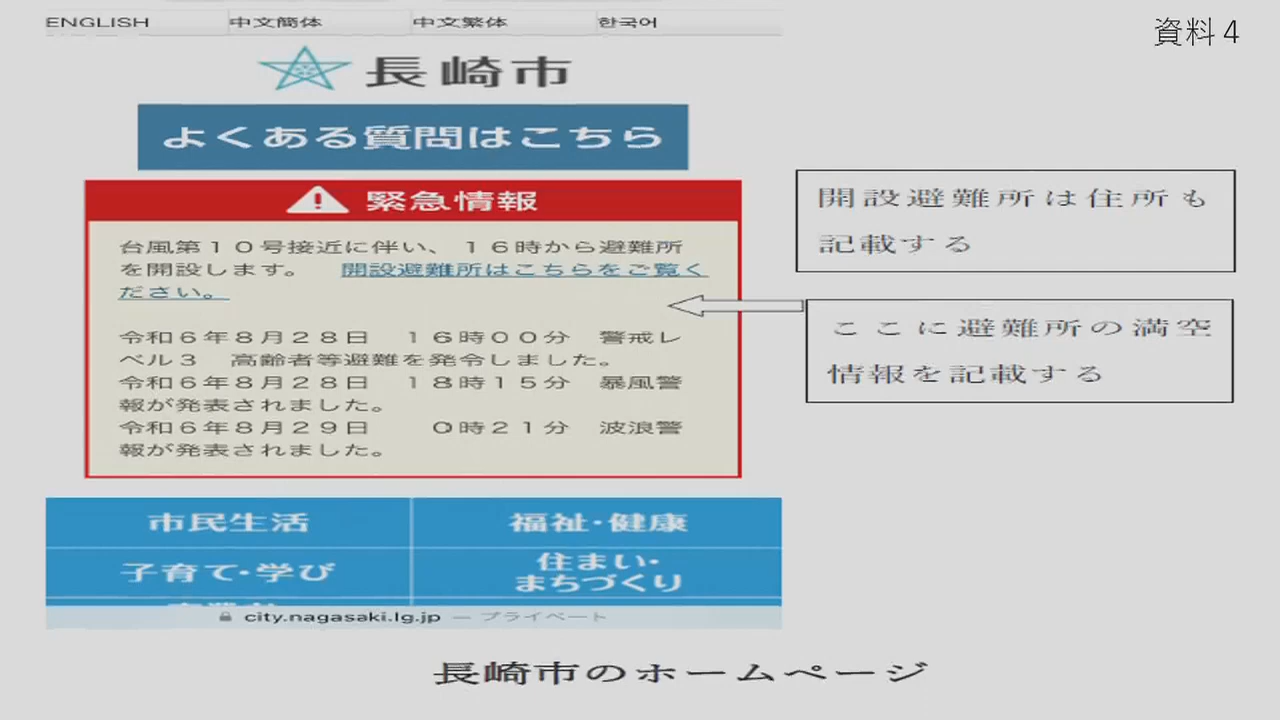 資料４
ENGLISH 中文簡体 中文繁体 한국어
長崎市
よくある質問はこちら
緊急情報
台風第１０号接近に伴い、１６時から避難所
を開設します。　開設避難所はこちらをご覧く
ださい。
令和６年８月２８日　１６時００分　警戒レ
ベル３　高齢者等避難を発令しました。
令和６年８月２８日　１８時１５分　暴風警
報が発表されました。
令和６年８月２９日　　０時２１分　波浪警
報が発表されました。
開設避難所は住所も
記載する
ここに避難所の満空
情報を記載する
市民生活 福祉・健康
子育て・学び 住まい・
まちづくり
city.nagasaki.lg.jp — プライベート
長崎市のホームページ